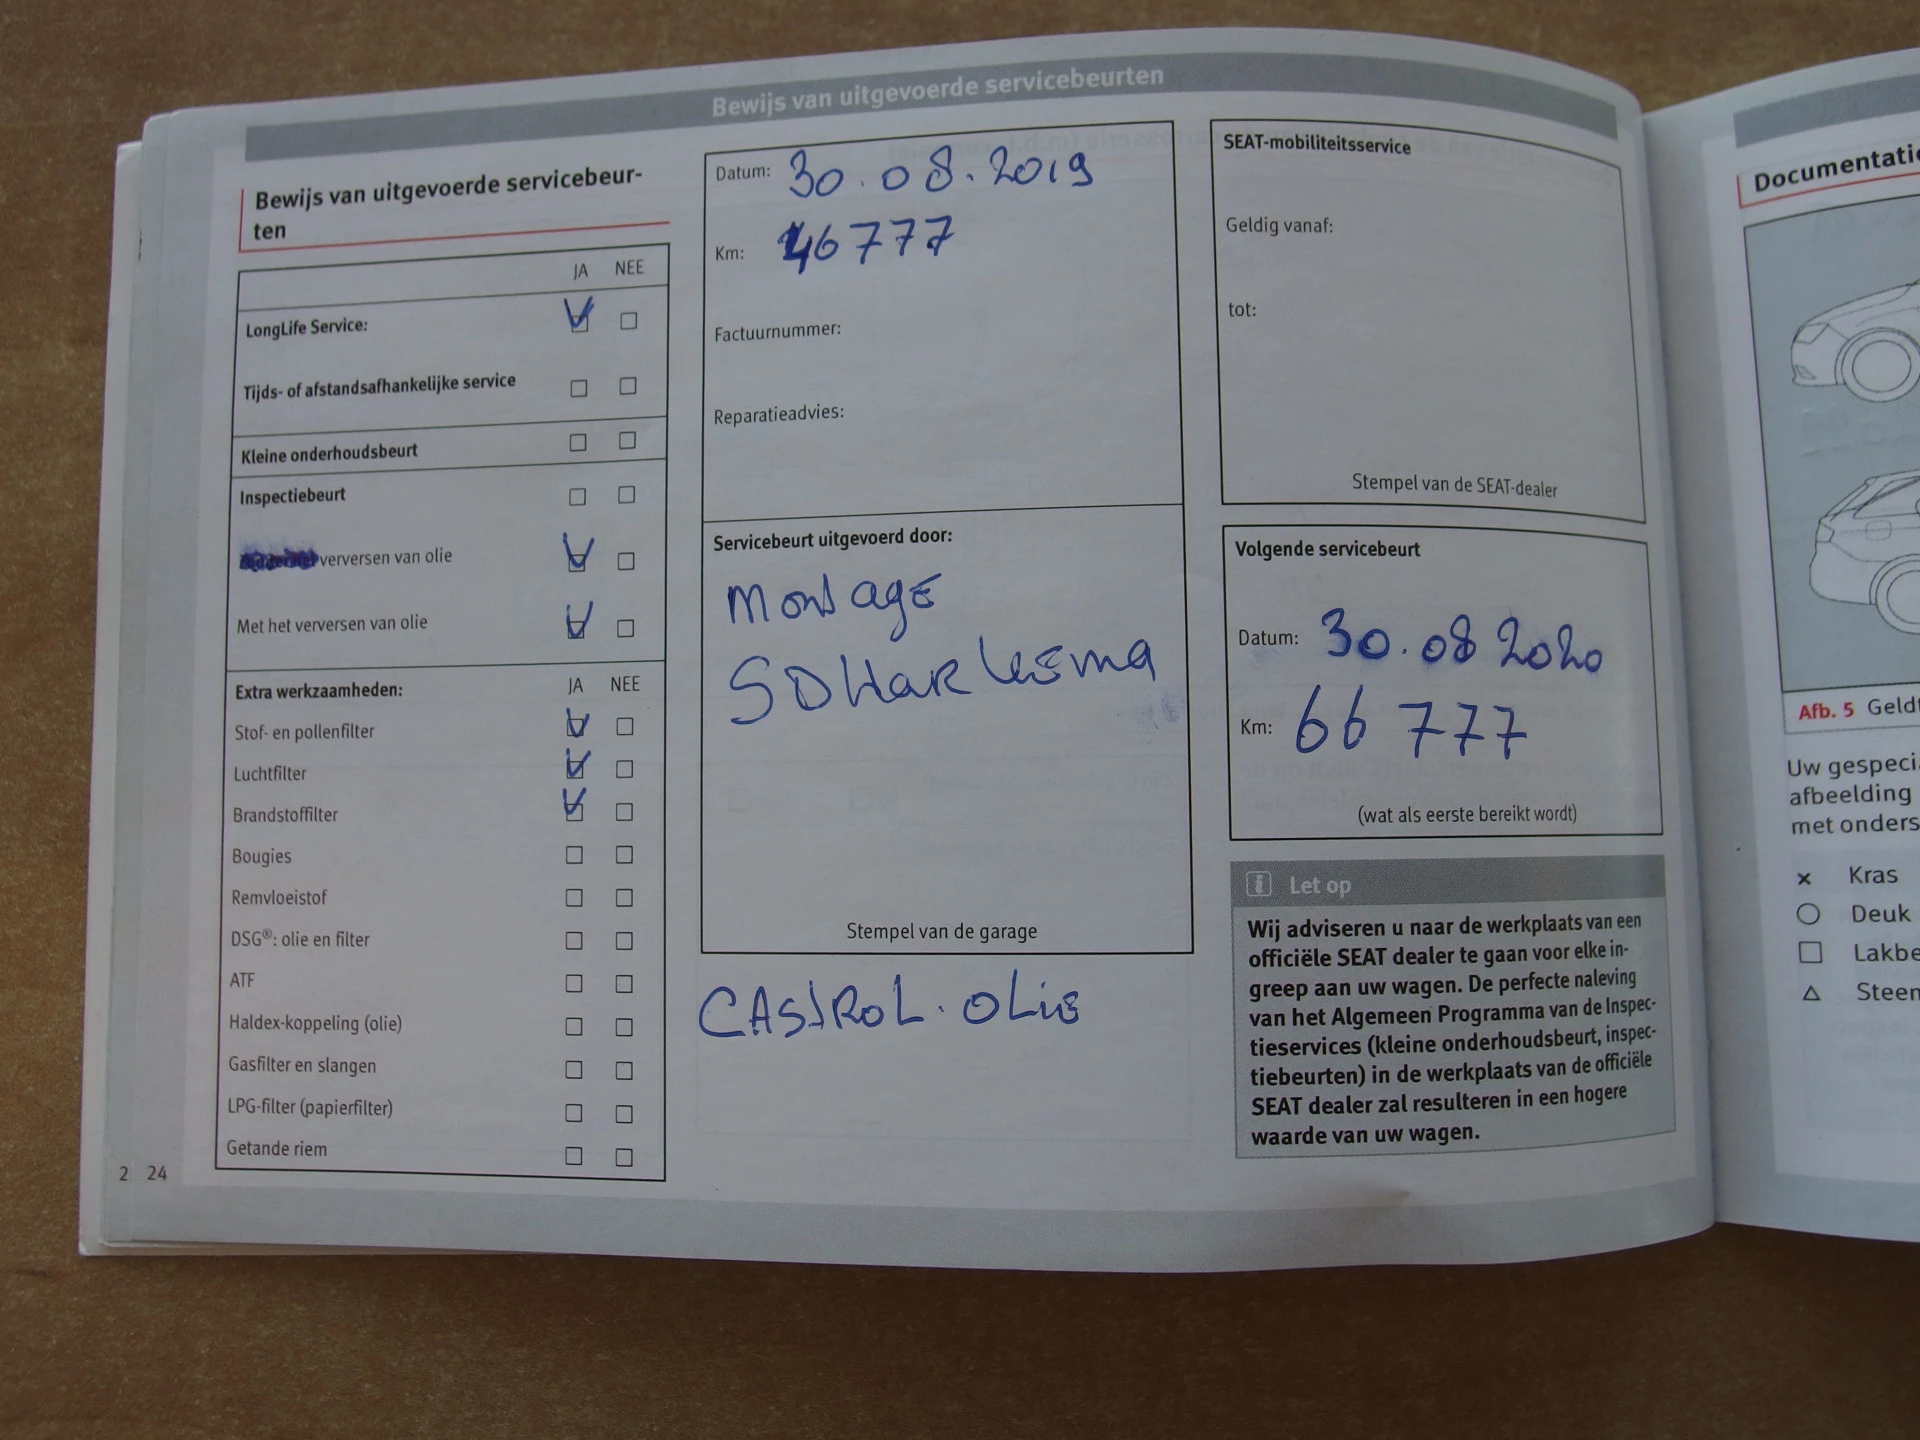 Bewijs van uitgevoerde servicebeurten
Bewijs van uitgevoerde servicebeur-
ten
JA NEE
LongLife Service:
Tijds- of afstandsafhankelijke service
Kleine onderhoudsbeurt
Inspectiebeurt
verversen van olie
Met het verversen van olie
Extra werkzaamheden: JA NEE
Stof- en pollenfilter
Luchtfilter
Brandstoffilter
Bougies
Remvloeistof
DSG®: olie en filter
ATF
Haldex-koppeling (olie)
Gasfilter en slangen
LPG-filter (papierfilter)
Getande riem
2 24
Datum: 30.08.2019
Km: 46777
Factuurnummer:
Reparatieadvies:
Servicebeurt uitgevoerd door:
montage
Stempel van de garage
CASTROL. OLiE
SEAT-mobiliteitsservice
Geldig vanaf:
tot:
Stempel van de SEAT-dealer
Volgende servicebeurt
Datum: 30.08 2020
Km: 66 777
(wat als eerste bereikt wordt)
i Let op
Wij adviseren u naar de werkplaats van een
officiële SEAT dealer te gaan voor elke in-
greep aan uw wagen. De perfecte naleving
van het Algemeen Programma van de Inspec-
tieservices (kleine onderhoudsbeurt, inspec-
tiebeurten) in de werkplaats van de officiële
SEAT dealer zal resulteren in een hogere
waarde van uw wagen.
Documentatie
Afb. 5 Geldt
Uw gespecia
afbeelding
met onders
Kras
Deuk
Lakbe
Steen